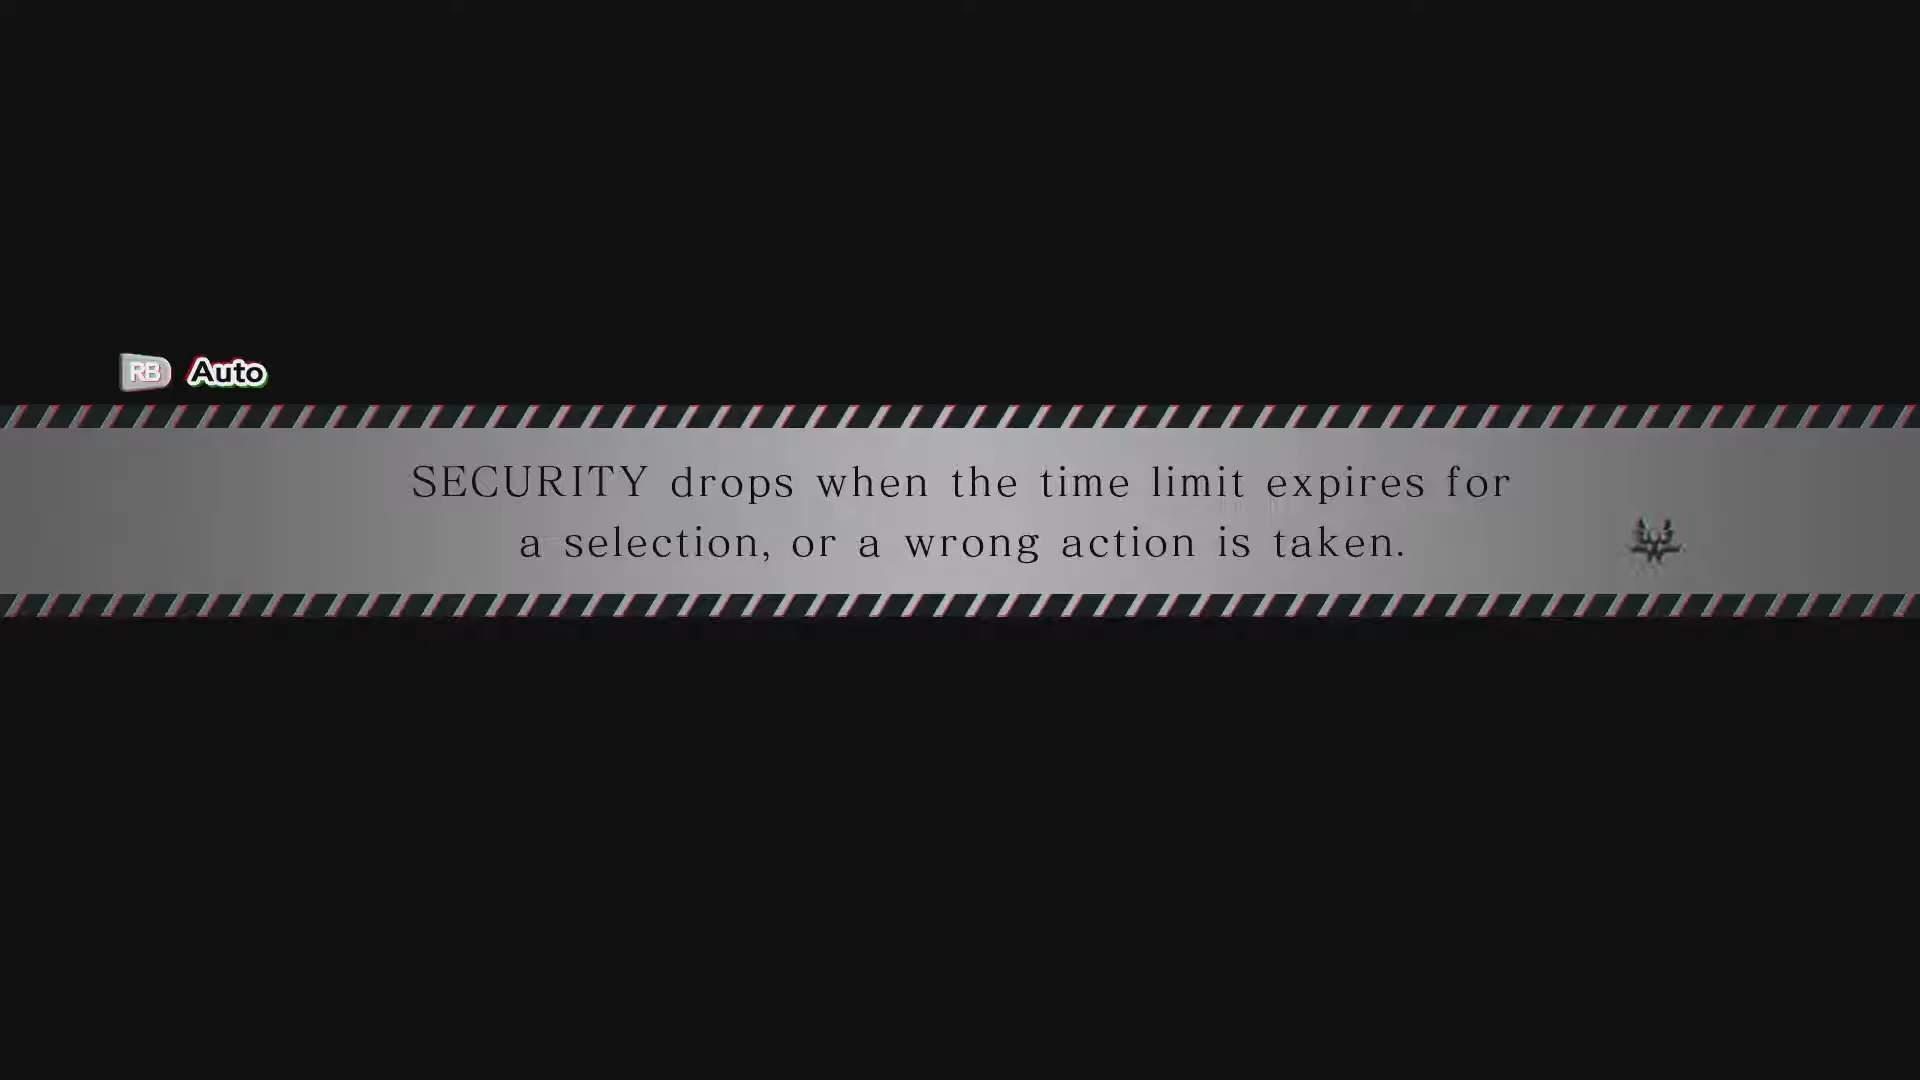 RB Auto
SECURITY drops when the time limit expires for
a selection, or a wrong action is taken.